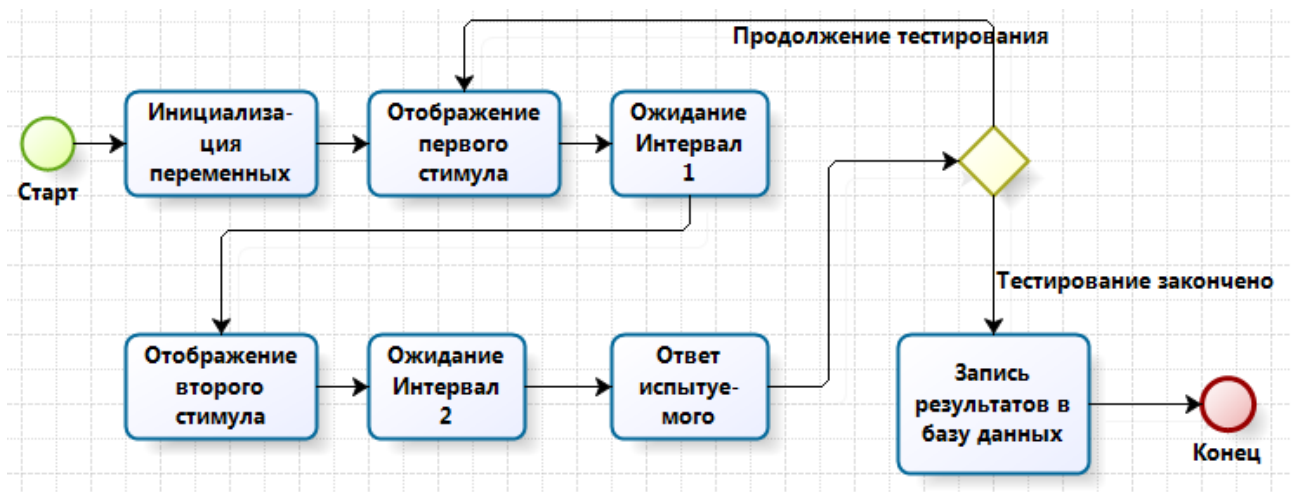 Продолжение тестирования
Старт
Инициализа-
ция
переменных
Отображение
первого
стимула
Ожидание
Интервал
1
Отображение
второго
стимула
Ожидание
Интервал
2
Ответ
испытуе-
мого
Тестирование закончено
Запись
результатов в
базу данных
Конец